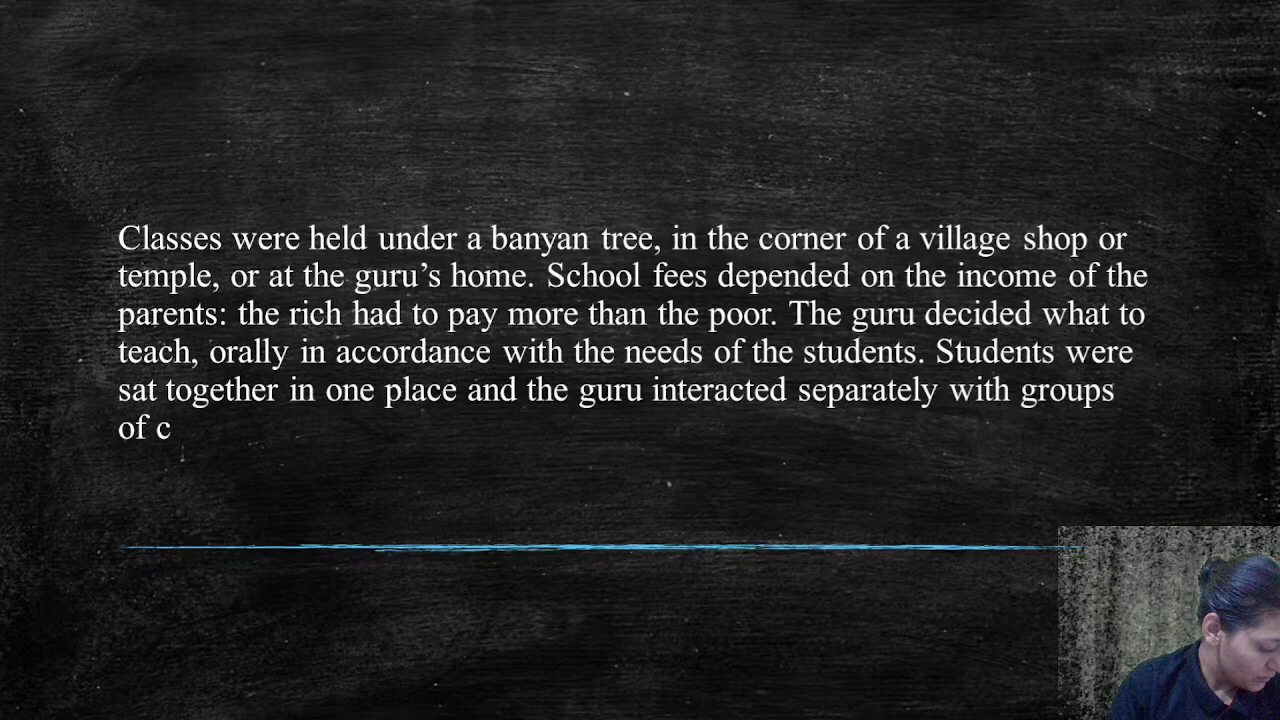 Classes were held under a banyan tree, in the corner of a village shop or
temple, or at the guru’s home. School fees depended on the income of the
parents: the rich had to pay more than the poor. The guru decided what to
teach, orally in accordance with the needs of the students. Students were
sat together in one place and the guru interacted separately with groups
of c